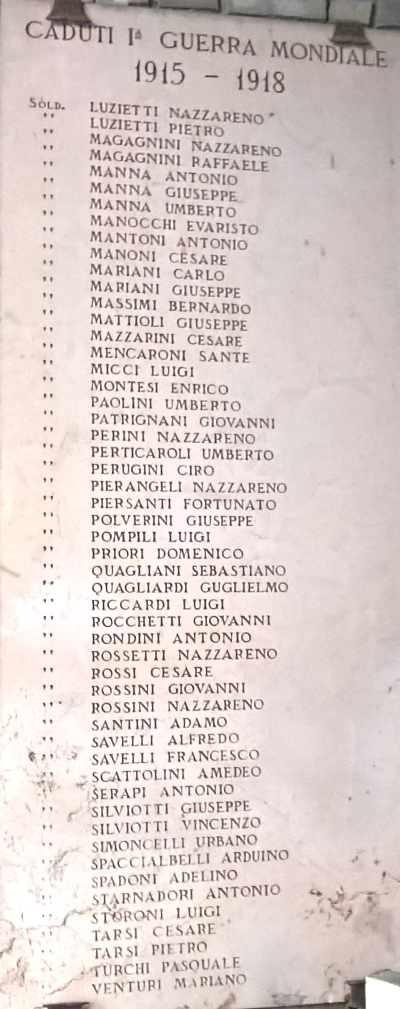 CADUTI Iª GUERRA MONDIALE
1915 – 1918
SOLD. LUZIETTI NAZZARENO
" LUZIETTI PIETRO
" MAGAGNINI NAZZARENO
" MAGAGNINI RAFFAELE
" MANNA ANTONIO
" MANNA GIUSEPPE
" MANNA UMBERTO
" MANOCCHI EVARISTO
" MANTONI ANTONIO
" MANONI CESARE
" MARIANI CARLO
" MARIANI GIUSEPPE
" MASSIMI BERNARDO
" MATTIOLI GIUSEPPE
" MAZZARINI CESARE
" MENCARONI SANTE
" MICCI LUIGI
" MONTESI ENRICO
" PAOLINI UMBERTO
" PATRIGNANI GIOVANNI
" PERINI NAZZARENO
" PERTICAROLI UMBERTO
" PERUGINI CIRO
" PIERANGELI NAZZARENO
" PIERSANTI FORTUNATO
" POLVERINI GIUSEPPE
" POMPILI LUIGI
" PRIORI DOMENICO
" QUAGLIANI SEBASTIANO
" QUAGLIARDI GUGLIELMO
" RICCARDI LUIGI
" ROCCHETTI GIOVANNI
" RONDINI ANTONIO
" ROSSETTI NAZZARENO
" ROSSI CESARE
" ROSSINI GIOVANNI
" ROSSINI NAZZARENO
" SANTINI ADAMO
" SAVELLI ALFREDO
" SAVELLI FRANCESCO
" SCATTOLINI AMEDEO
" SERAPI ANTONIO
" SILVIOTTI GIUSEPPE
" SILVIOTTI VINCENZO
" SIMONCELLI URBANO
" SPACCIALBELLI ARDUINO
" SPADONI ADELINO
" STARNADORI ANTONIO
" STORONI LUIGI
" TARSI CESARE
" TARSI PIETRO
" TURCHI PASQUALE
" VENTURI MARIANO